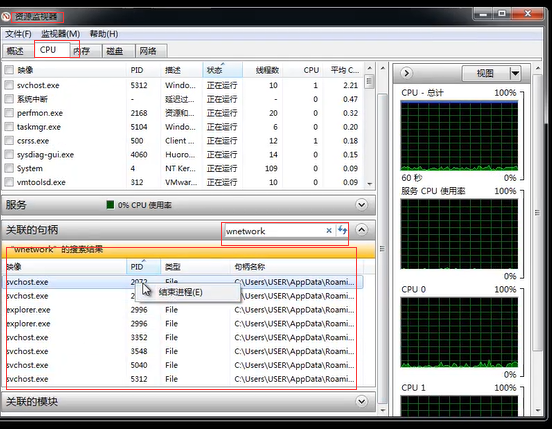 资源监视器
文件(F) 监视器(M) 帮助(H)
概述 CPU 内存 磁盘 网络
映像 PID 描述 状态 线程数 CPU 平均 C...
svchost.exe 5312 Windo... 正在运行 10 1 2.21
系统中断 - 延迟过... 正在运行 - 0 0.47
perfmon.exe 2168 资源和... 正在运行 20 0 0.32
taskmgr.exe 5104 Windo... 正在运行 6 0 0.20
csrss.exe 500 Client ... 正在运行 12 1 0.18
sysdiag-gui.exe 4060 Huoro... 正在运行 14 0 0.15
System 4 NT Ker... 正在运行 109 0 0.09
vmtoolsd.exe 312 VMwar... 正在运行 9 0 0.09
服务 0% CPU 使用率
关联的句柄 wnetwork
"wnetwork" 的搜索结果
映像 PID 类型 句柄名称
svchost.exe 2972 File C:\Users\USER\AppData\Roami...
svchost.exe C:\Users\USER\AppData\Roami...
结束进程(E)
explorer.exe 2996 File C:\Users\USER\AppData\Roami...
explorer.exe 2996 File C:\Users\USER\AppData\Roami...
svchost.exe 3352 File C:\Users\USER\AppData\Roami...
svchost.exe 3548 File C:\Users\USER\AppData\Roami...
svchost.exe 5040 File C:\Users\USER\AppData\Roami...
svchost.exe 5312 File C:\Users\USER\AppData\Roami...
关联的模块
视图
CPU - 总计 100%
60 秒 0%
服务 CPU 使用率 100%
0%
CPU 0 100%
0%
CPU 1 100%